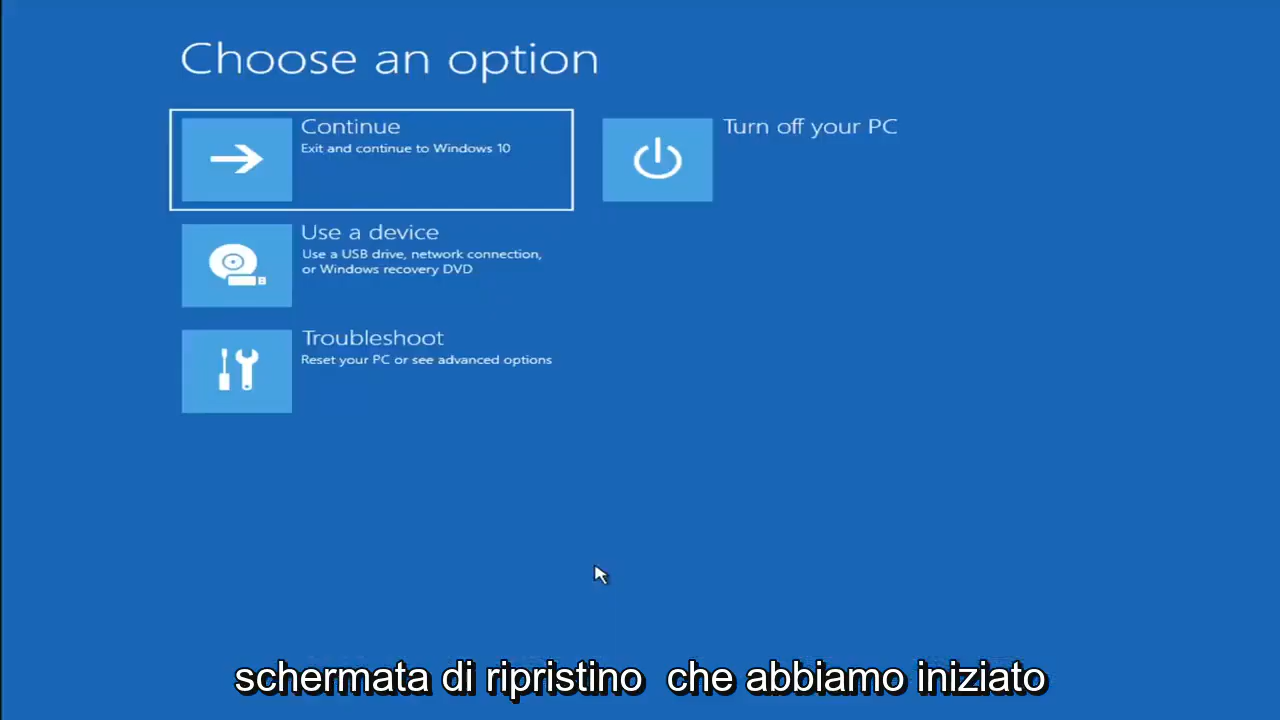 Choose an option
Continue
Exit and continue to Windows 10
Turn off your PC
Use a device
Use a USB drive, network connection,
or Windows recovery DVD
Troubleshoot
Reset your PC or see advanced options
schermata di ripristino che abbiamo iniziato